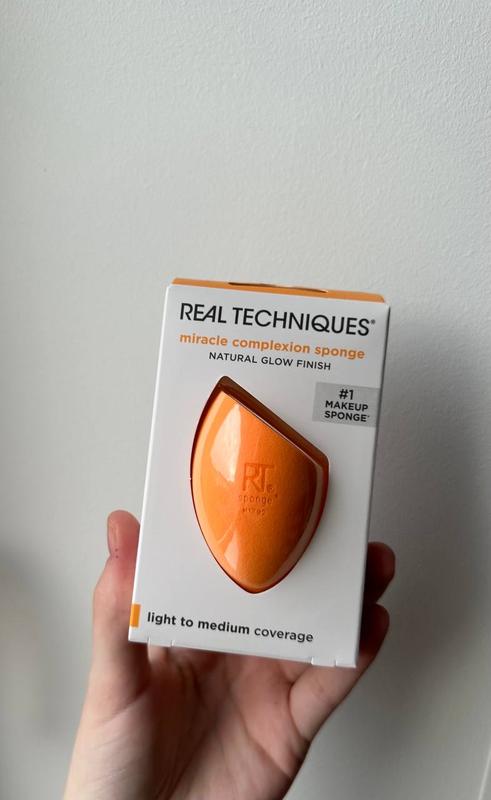 REAL TECHNIQUES®
miracle complexion sponge
NATURAL GLOW FINISH
#1
MAKEUP
SPONGE*
RT®
sponge
light to medium coverage